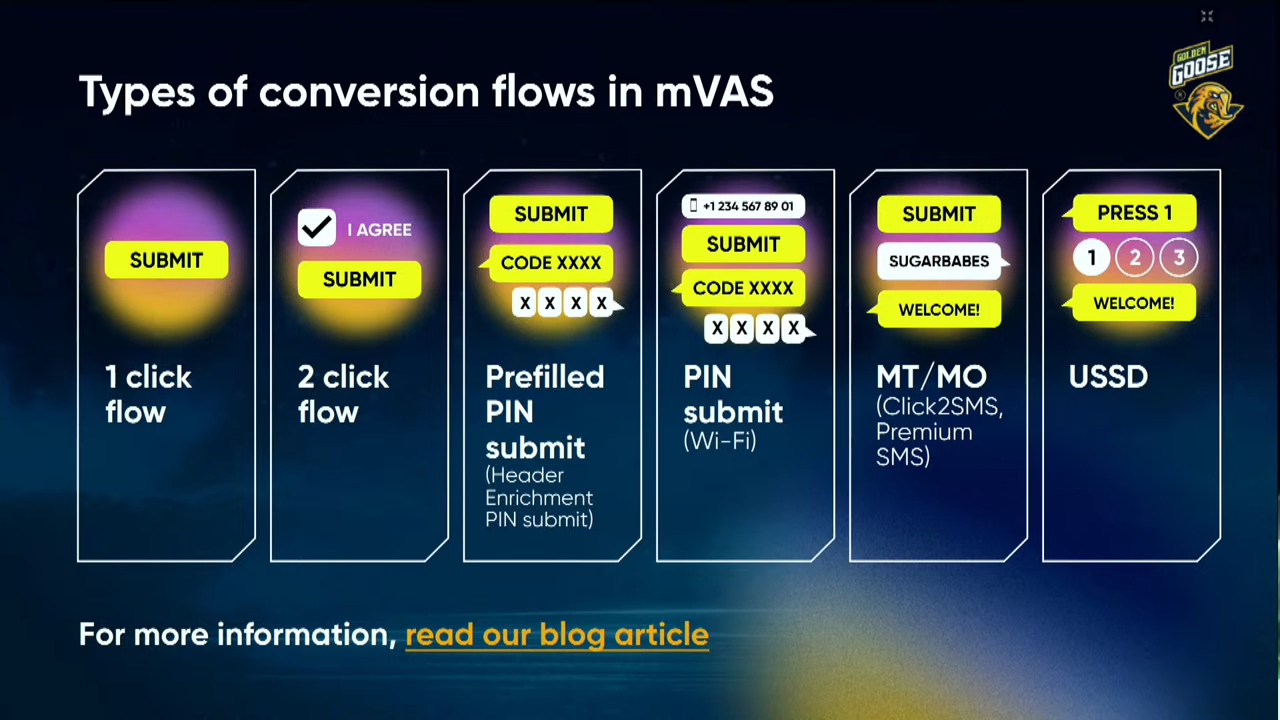 GOLDEN
GOOSE
Types of conversion flows in mVAS
SUBMIT
1 click
flow
I AGREE
SUBMIT
2 click
flow
SUBMIT
CODE XXXX
X X X X
Prefilled
PIN
submit
(Header
Enrichment
PIN submit)
+1 234 567 89 01
SUBMIT
CODE XXXX
X X X X
PIN
submit
(Wi-Fi)
SUBMIT
SUGARBABES
WELCOME!
MT/MO
(Click2SMS,
Premium
SMS)
PRESS 1
1 2 3
WELCOME!
USSD
For more information, read our blog article